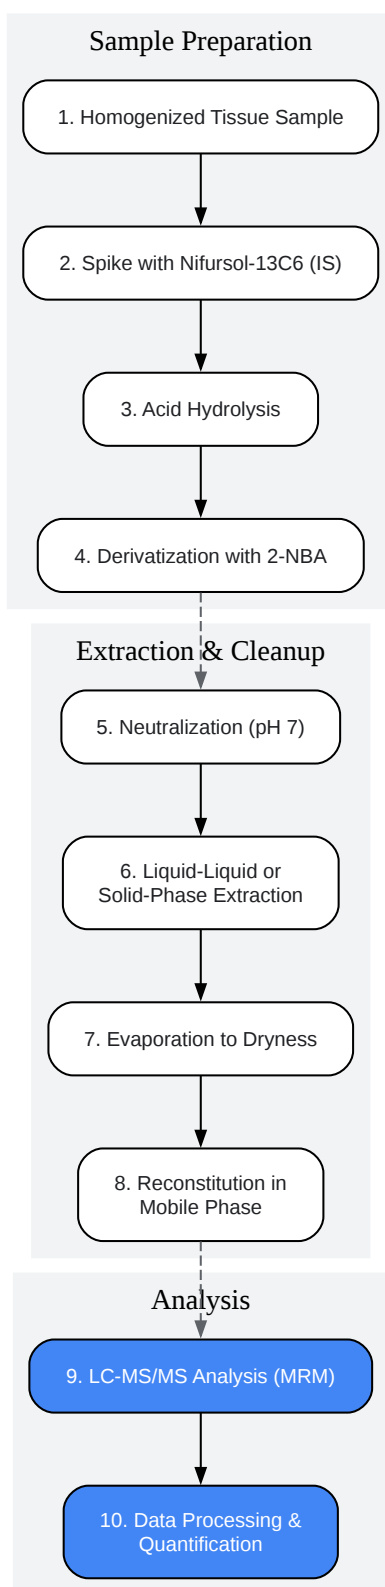 Sample Preparation
1. Homogenized Tissue Sample
2. Spike with Nifursol-13C6 (IS)
3. Acid Hydrolysis
4. Derivatization with 2-NBA
Extraction & Cleanup
5. Neutralization (pH 7)
6. Liquid-Liquid or
Solid-Phase Extraction
7. Evaporation to Dryness
8. Reconstitution in
Mobile Phase
Analysis
9. LC-MS/MS Analysis (MRM)
10. Data Processing &
Quantification